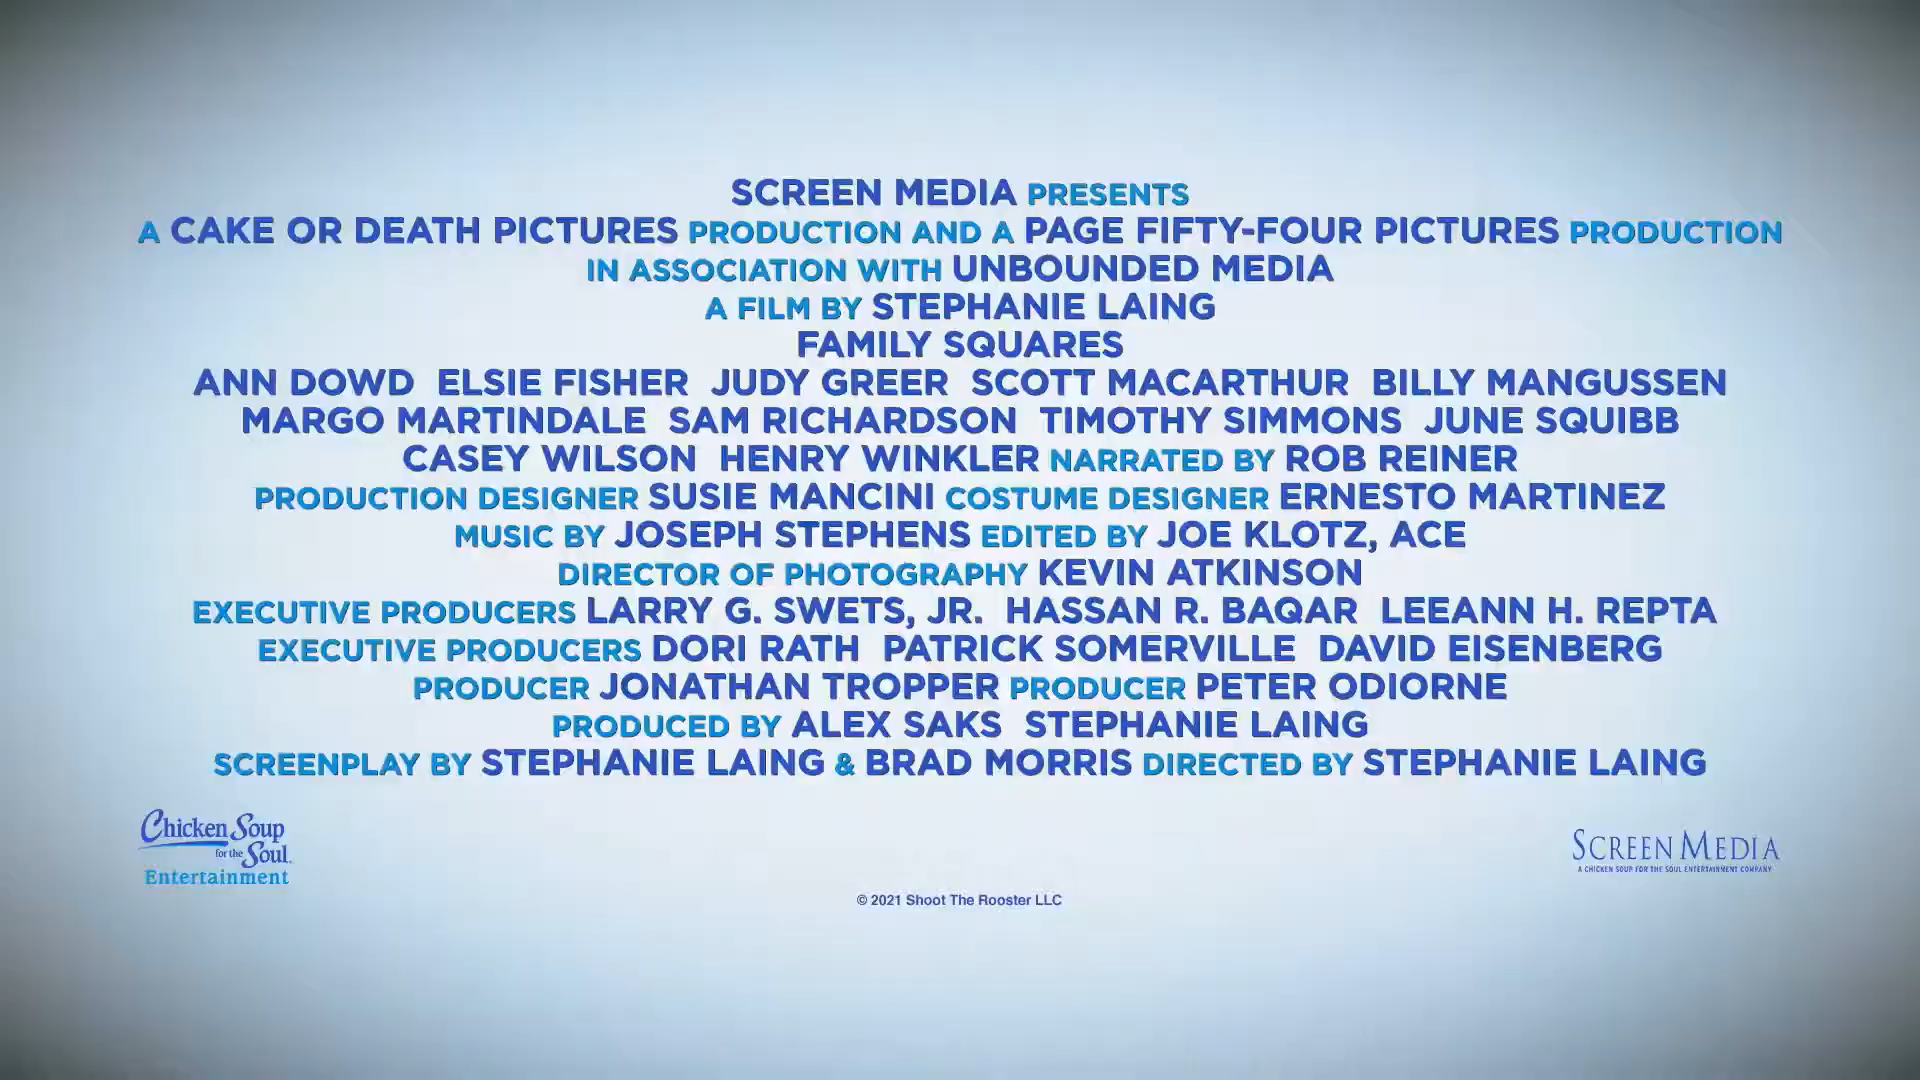 SCREEN MEDIA PRESENTS
A CAKE OR DEATH PICTURES PRODUCTION AND A PAGE FIFTY-FOUR PICTURES PRODUCTION
IN ASSOCIATION WITH UNBOUNDED MEDIA
A FILM BY STEPHANIE LAING
FAMILY SQUARES
ANN DOWD ELSIE FISHER JUDY GREER SCOTT MACARTHUR BILLY MANGUSSEN
MARGO MARTINDALE SAM RICHARDSON TIMOTHY SIMMONS JUNE SQUIBB
CASEY WILSON HENRY WINKLER NARRATED BY ROB REINER
PRODUCTION DESIGNER SUSIE MANCINI COSTUME DESIGNER ERNESTO MARTINEZ
MUSIC BY JOSEPH STEPHENS EDITED BY JOE KLOTZ, ACE
DIRECTOR OF PHOTOGRAPHY KEVIN ATKINSON
EXECUTIVE PRODUCERS LARRY G. SWETS, JR. HASSAN R. BAQAR LEEANN H. REPTA
EXECUTIVE PRODUCERS DORI RATH PATRICK SOMERVILLE DAVID EISENBERG
PRODUCER JONATHAN TROPPER PRODUCER PETER ODIORNE
PRODUCED BY ALEX SAKS STEPHANIE LAING
SCREENPLAY BY STEPHANIE LAING & BRAD MORRIS DIRECTED BY STEPHANIE LAING
Chicken Soup
for the Soul
Entertainment
SCREEN MEDIA
A CHICKEN SOUP FOR THE SOUL ENTERTAINMENT COMPANY
© 2021 Shoot The Rooster LLC